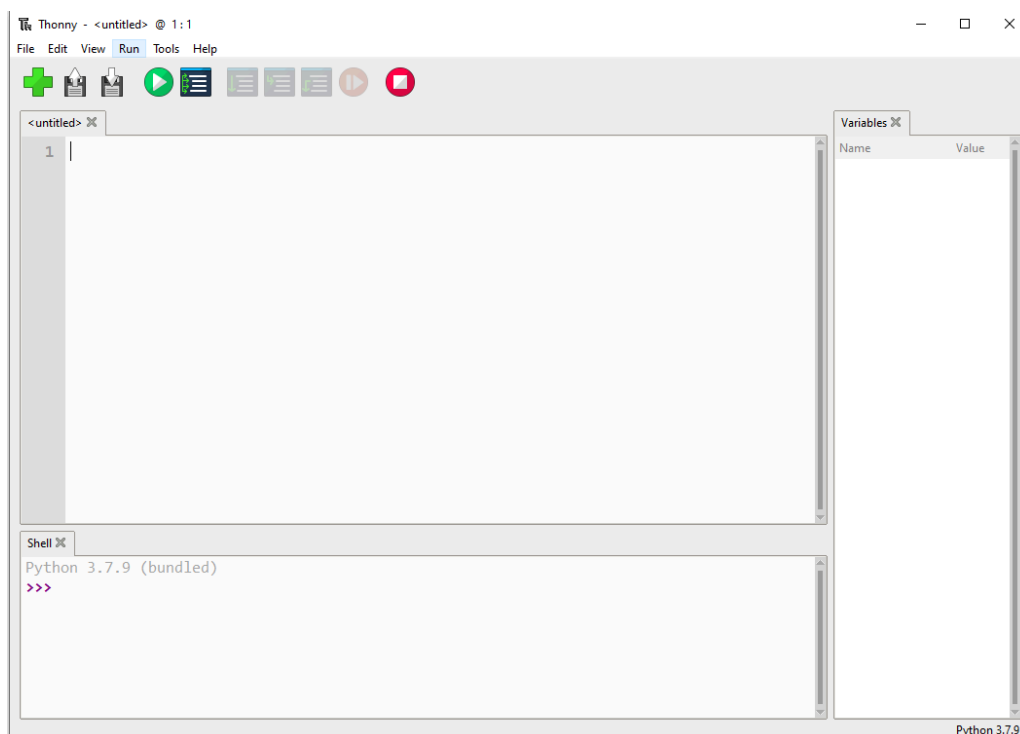 Thonny - <untitled> @ 1 : 1
File Edit View Run Tools Help
<untitled>
Variables
1
Name Value
Shell
Python 3.7.9 (bundled)
>>>
Python 3.7.9